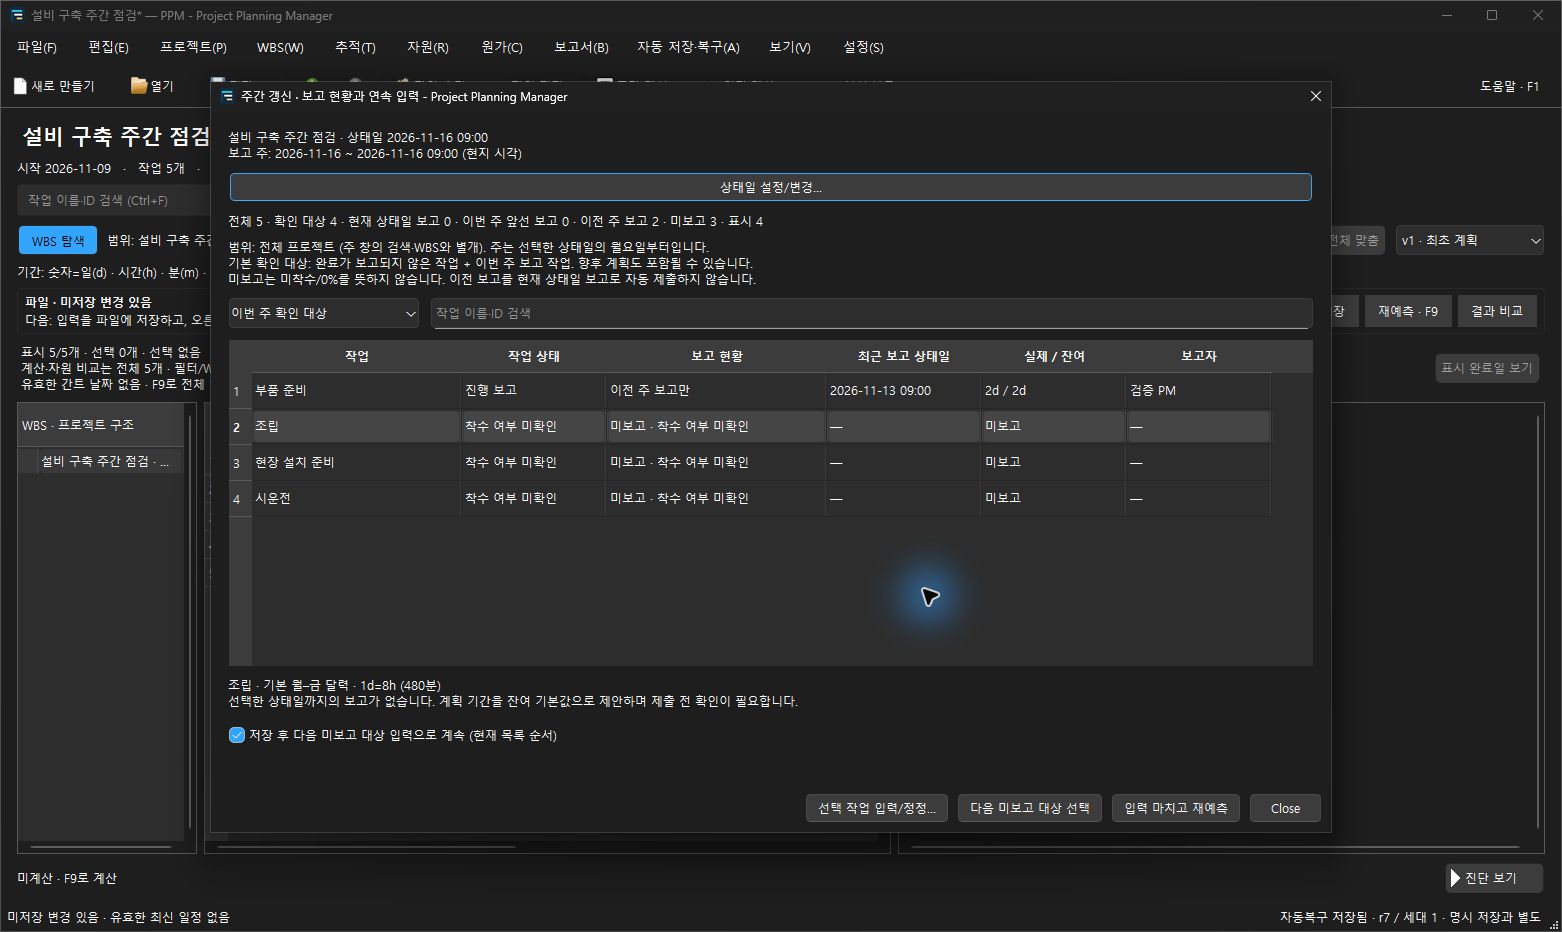 설비 구축 주간 점검* — PPM - Project Planning Manager
파일(F) 편집(E) 프로젝트(P) WBS(W) 추적(T) 자원(R) 원가(C) 보고서(B) 자동 저장·복구(A) 보기(V) 설정(S)
새로 만들기 열기 도움말 · F1
설비 구축 주간 점검
시작 2026-11-09 · 작업 5개 ·
작업 이름·ID 검색 (Ctrl+F)
WBS 탐색 범위: 설비 구축 주간
전체 맞춤 v1 · 최초 계획
기간: 숫자=일(d) · 시간(h) · 분(m) ·
파일 · 미저장 변경 있음
다음: 입력을 파일에 저장하고, 오른
장 재예측 · F9 결과 비교
표시 5/5개 · 선택 0개 · 선택 없음
계산·자원 비교는 전체 5개 · 필터/W
유효한 간트 날짜 없음 · F9로 전체
표시 완료일 보기
WBS · 프로젝트 구조
설비 구축 주간 점검 · ...
주간 갱신 · 보고 현황과 연속 입력 - Project Planning Manager
설비 구축 주간 점검 · 상태일 2026-11-16 09:00
보고 주: 2026-11-16 ~ 2026-11-16 09:00 (현지 시각)
상태일 설정/변경...
전체 5 · 확인 대상 4 · 현재 상태일 보고 0 · 이번 주 앞선 보고 0 · 이전 주 보고 2 · 미보고 3 · 표시 4
범위: 전체 프로젝트 (주 창의 검색·WBS와 별개). 주는 선택한 상태일의 월요일부터입니다.
기본 확인 대상: 완료가 보고되지 않은 작업 + 이번 주 보고 작업. 향후 계획도 포함될 수 있습니다.
미보고는 미착수/0%를 뜻하지 않습니다. 이전 보고를 현재 상태일 보고로 자동 제출하지 않습니다.
이번 주 확인 대상 작업 이름·ID 검색
작업 작업 상태 보고 현황 최근 보고 상태일 실제 / 잔여 보고자
1 부품 준비 진행 보고 이전 주 보고만 2026-11-13 09:00 2d / 2d 검증 PM
2 조립 착수 여부 미확인 미보고 · 착수 여부 미확인 — 미보고 —
3 현장 설치 준비 착수 여부 미확인 미보고 · 착수 여부 미확인 — 미보고 —
4 시운전 착수 여부 미확인 미보고 · 착수 여부 미확인 — 미보고 —
조립 · 기본 월–금 달력 · 1d=8h (480분)
선택한 상태일까지의 보고가 없습니다. 계획 기간을 잔여 기본값으로 제안하며 제출 전 확인이 필요합니다.
저장 후 다음 미보고 대상 입력으로 계속 (현재 목록 순서)
선택 작업 입력/정정... 다음 미보고 대상 선택 입력 마치고 재예측 Close
미계산 · F9로 계산
진단 보기
미저장 변경 있음 · 유효한 최신 일정 없음
자동복구 저장됨 · r7 / 세대 1 · 명시 저장과 별도